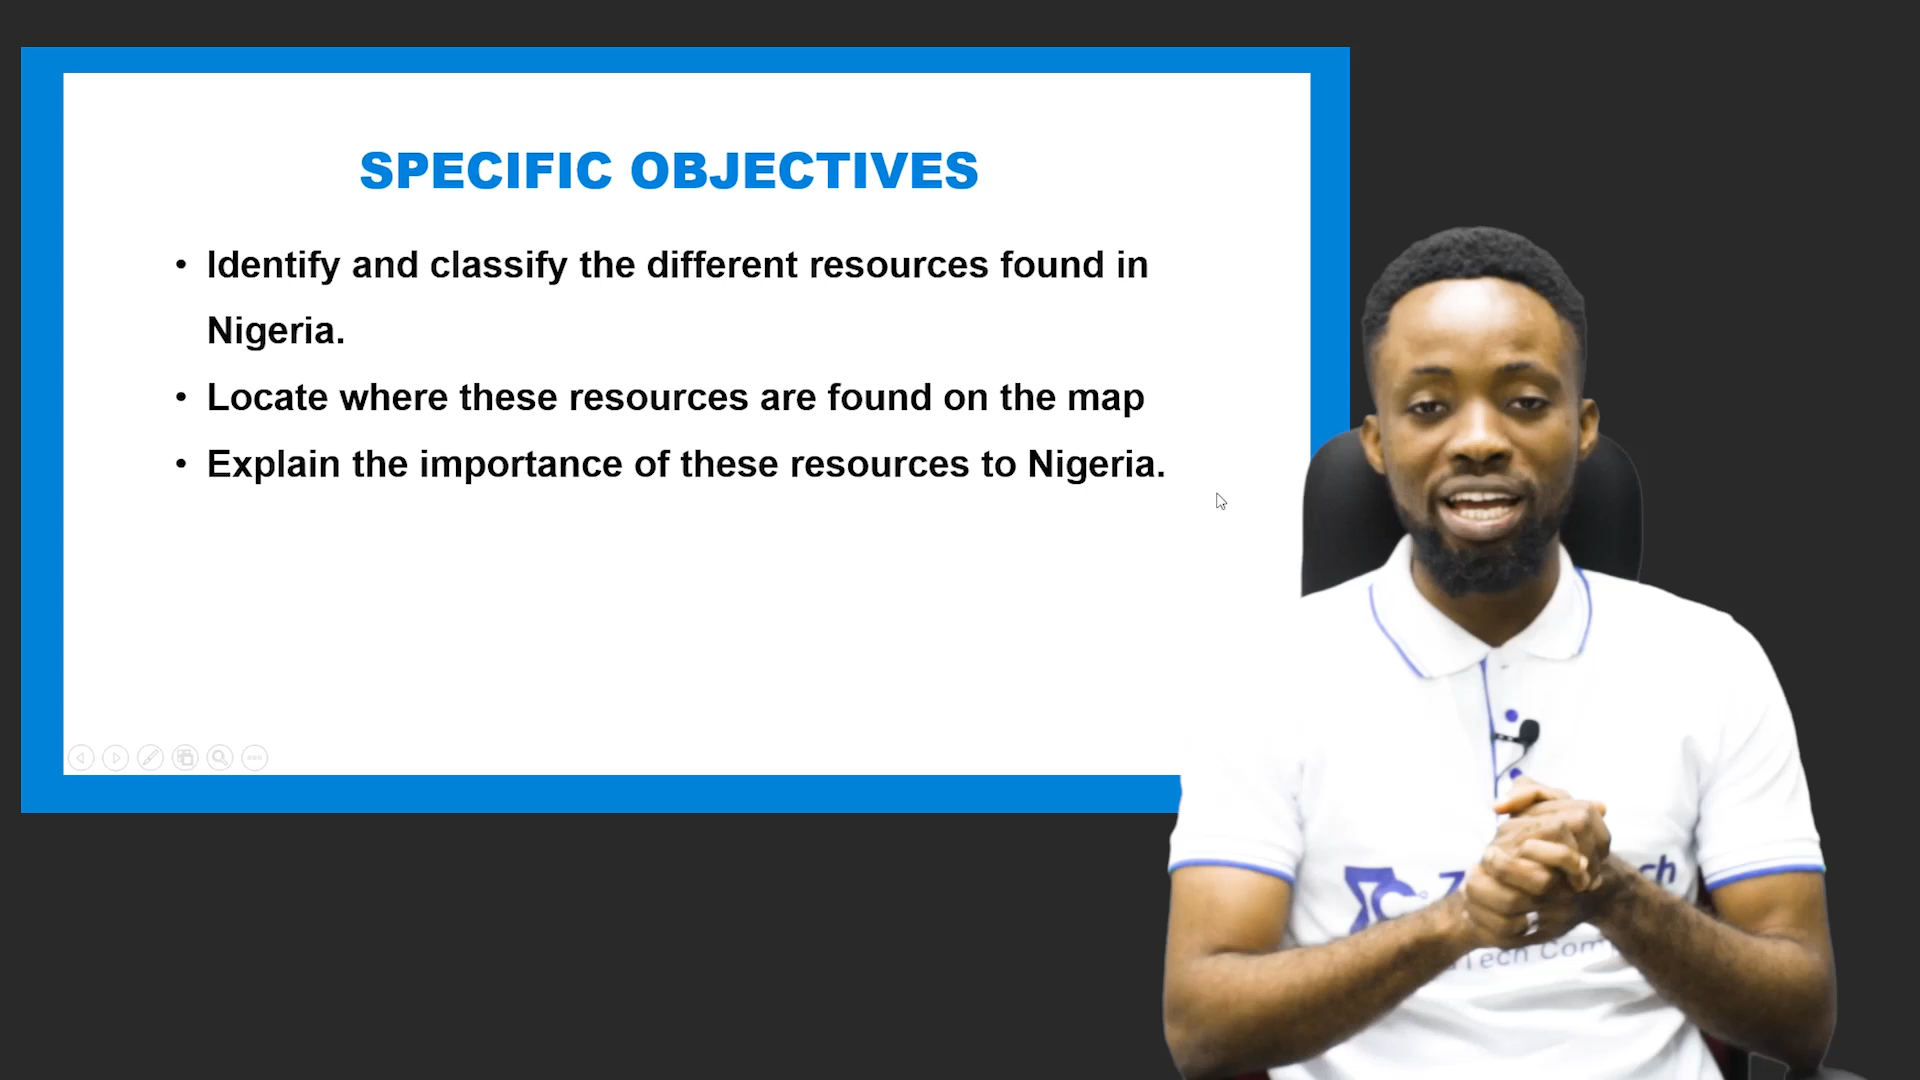 SPECIFIC OBJECTIVES
• Identify and classify the different resources found in
Nigeria.
• Locate where these resources are found on the map
• Explain the importance of these resources to Nigeria.